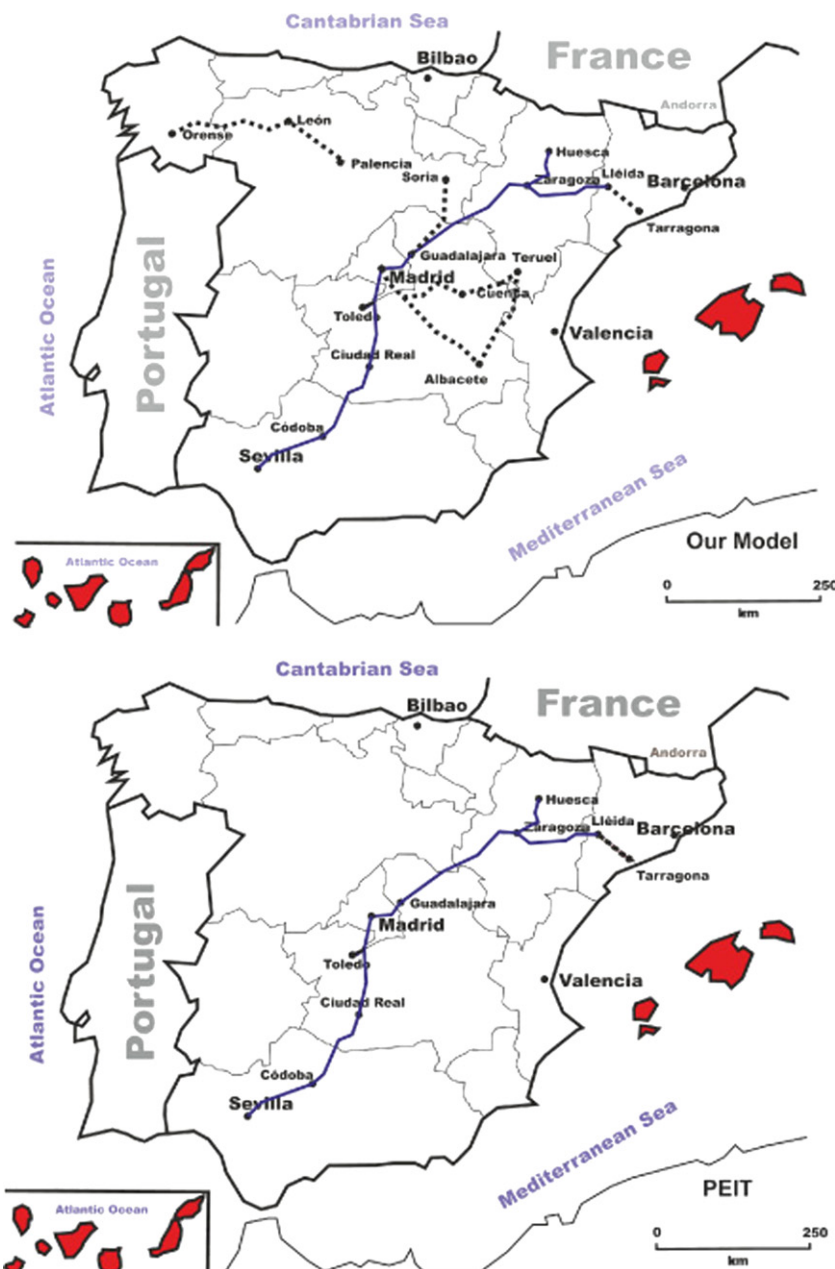 Cantabrian Sea
Bilbao
France
Andorra
Orense
León
Palencia
Soria
Huesca
Zaragoza
Lléida
Barcelona
Tarragona
Guadalajara
Teruel
Madrid
Cuenca
Toledo
Valencia
Ciudad Real
Albacete
Códoba
Sevilla
Portugal
Atlantic Ocean
Mediterranean Sea
Atlantic Ocean
Our Model
0 250
km
Cantabrian Sea
Bilbao
France
Andorra
Huesca
Zaragoza
Lléida
Barcelona
Tarragona
Guadalajara
Madrid
Toledo
Valencia
Ciudad Real
Códoba
Sevilla
Portugal
Atlantic Ocean
Mediterranean Sea
Atlantic Ocean
PEIT
0 250
km